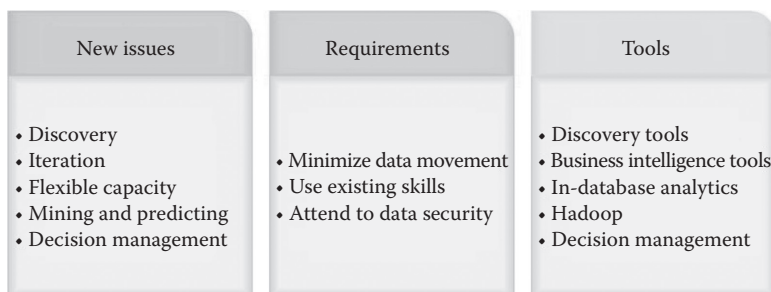 New issues
• Discovery
• Iteration
• Flexible capacity
• Mining and predicting
• Decision management
Requirements
• Minimize data movement
• Use existing skills
• Attend to data security
Tools
• Discovery tools
• Business intelligence tools
• In-database analytics
• Hadoop
• Decision management